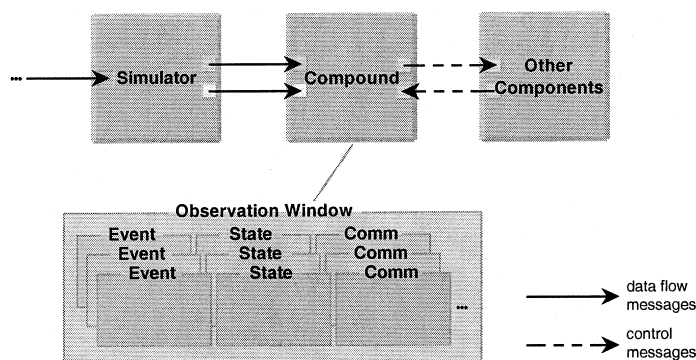 ... Simulator Compound Other
Components
Observation Window
Event State Comm
Event State Comm
Event State Comm
...
data flow
messages
control
messages